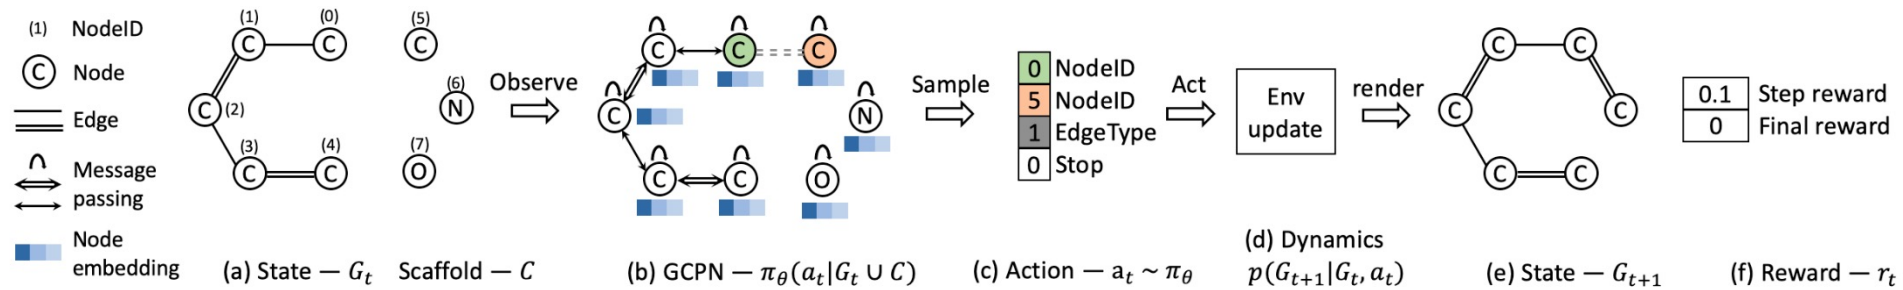 (1) NodeID
C Node
Edge
Message
passing
Node
embedding
(1) (0) (5)
C C C
(6)
C (2) N
(3) (4) (7)
C C O
(a) State — G_t Scaffold — C
Observe
C C C
C N
C C O
(b) GCPN — π_θ(a_t|G_t ∪ C)
Sample
0 NodeID
5 NodeID
1 EdgeType
0 Stop
(c) Action — a_t ~ π_θ
Act
Env
update
(d) Dynamics
p(G_{t+1}|G_t, a_t)
render
C C
C C
C C
(e) State — G_{t+1}
0.1 Step reward
0 Final reward
(f) Reward — r_t